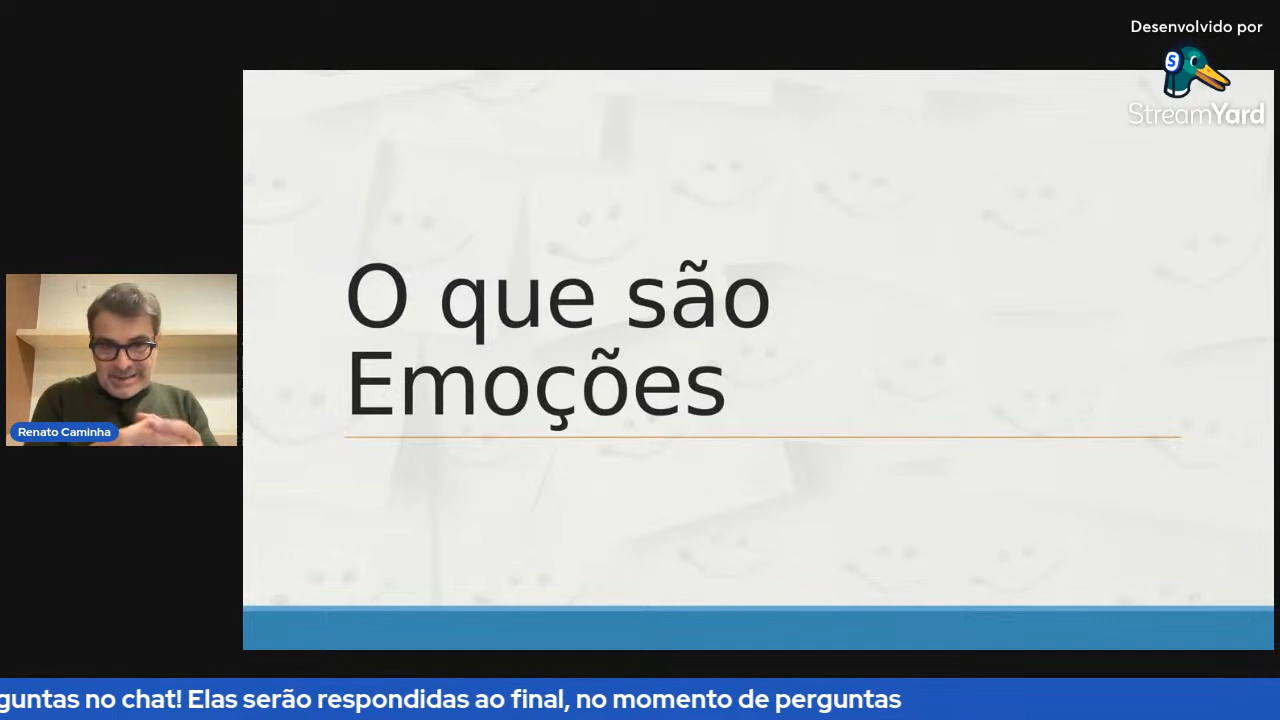 Desenvolvido por
StreamYard
O que são
Emoções
Renato Caminha
guntas no chat! Elas serão respondidas ao final, no momento de perguntas